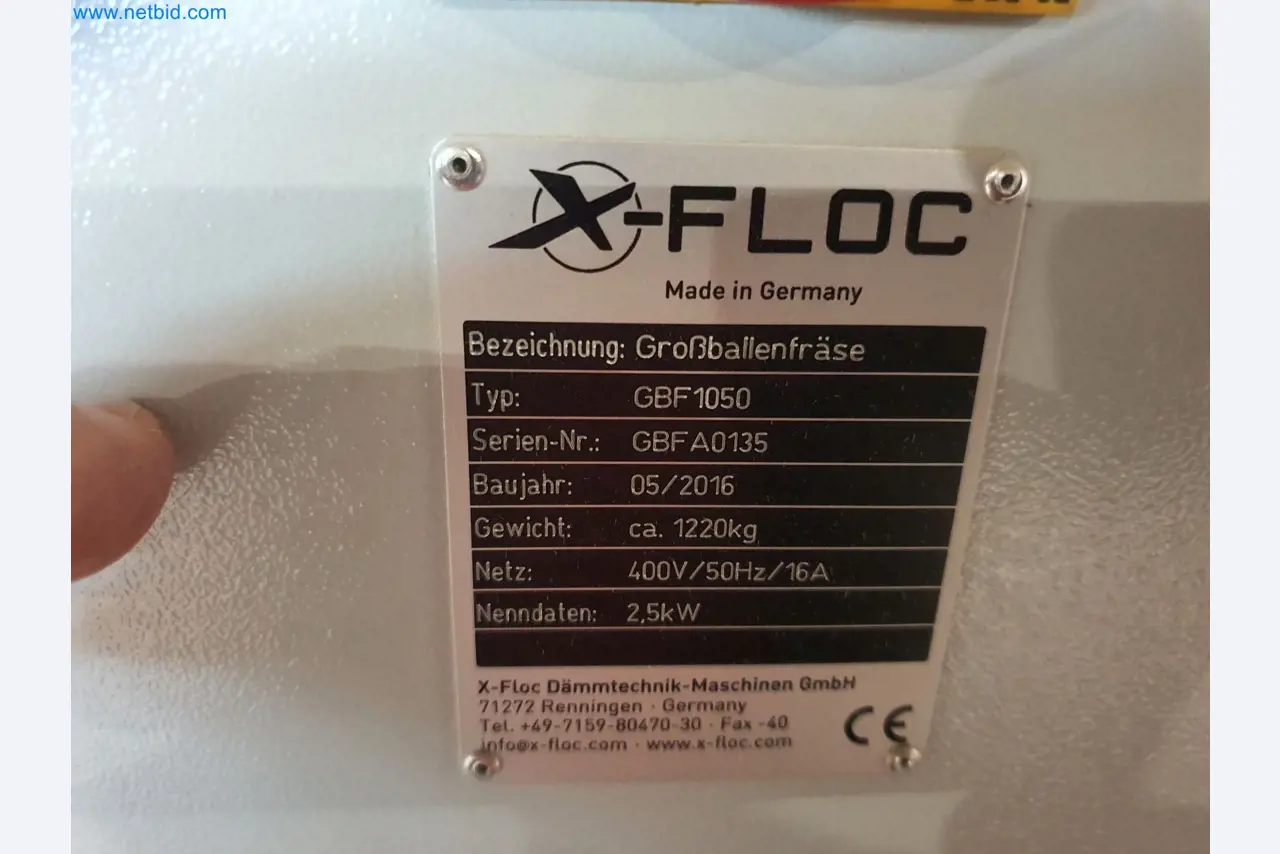 www.netbid.com
X-FLOC
Made in Germany
Bezeichnung: Großballenfräse
Typ: GBF1050
Serien-Nr.: GBFA0135
Baujahr: 05/2016
Gewicht: ca. 1220kg
Netz: 400V/50Hz/16A
Nenndaten: 2,5kW
X-Floc Dämmtechnik-Maschinen GmbH
71272 Renningen · Germany
Tel. +49-7159-80470-30 · Fax -40
info@x-floc.com · www.x-floc.com
CE